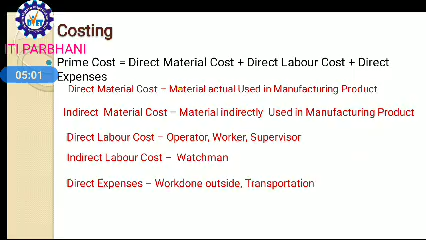 Costing
ITI PARBHANI
Prime Cost = Direct Material Cost + Direct Labour Cost + Direct
05:01
Expenses
Direct Material Cost – Material actual Used in Manufacturing Product
Indirect Material Cost – Material indirectly Used in Manufacturing Product
Direct Labour Cost – Operator, Worker, Supervisor
Indirect Labour Cost – Watchman
Direct Expenses – Workdone outside, Transportation